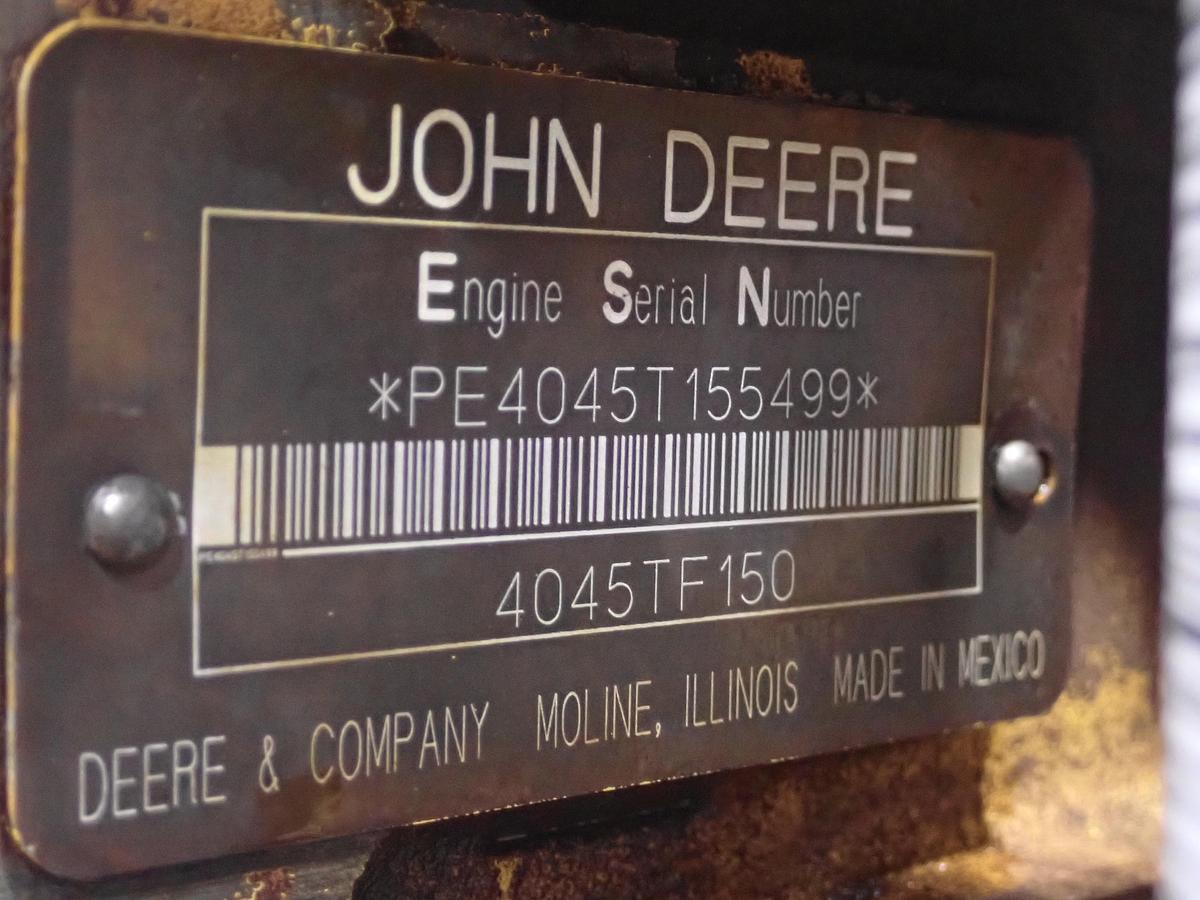 JOHN DEERE
Engine Serial Number
*PE4045T155499*
4045TF150
DEERE & COMPANY MOLINE, ILLINOIS MADE IN MEXICO